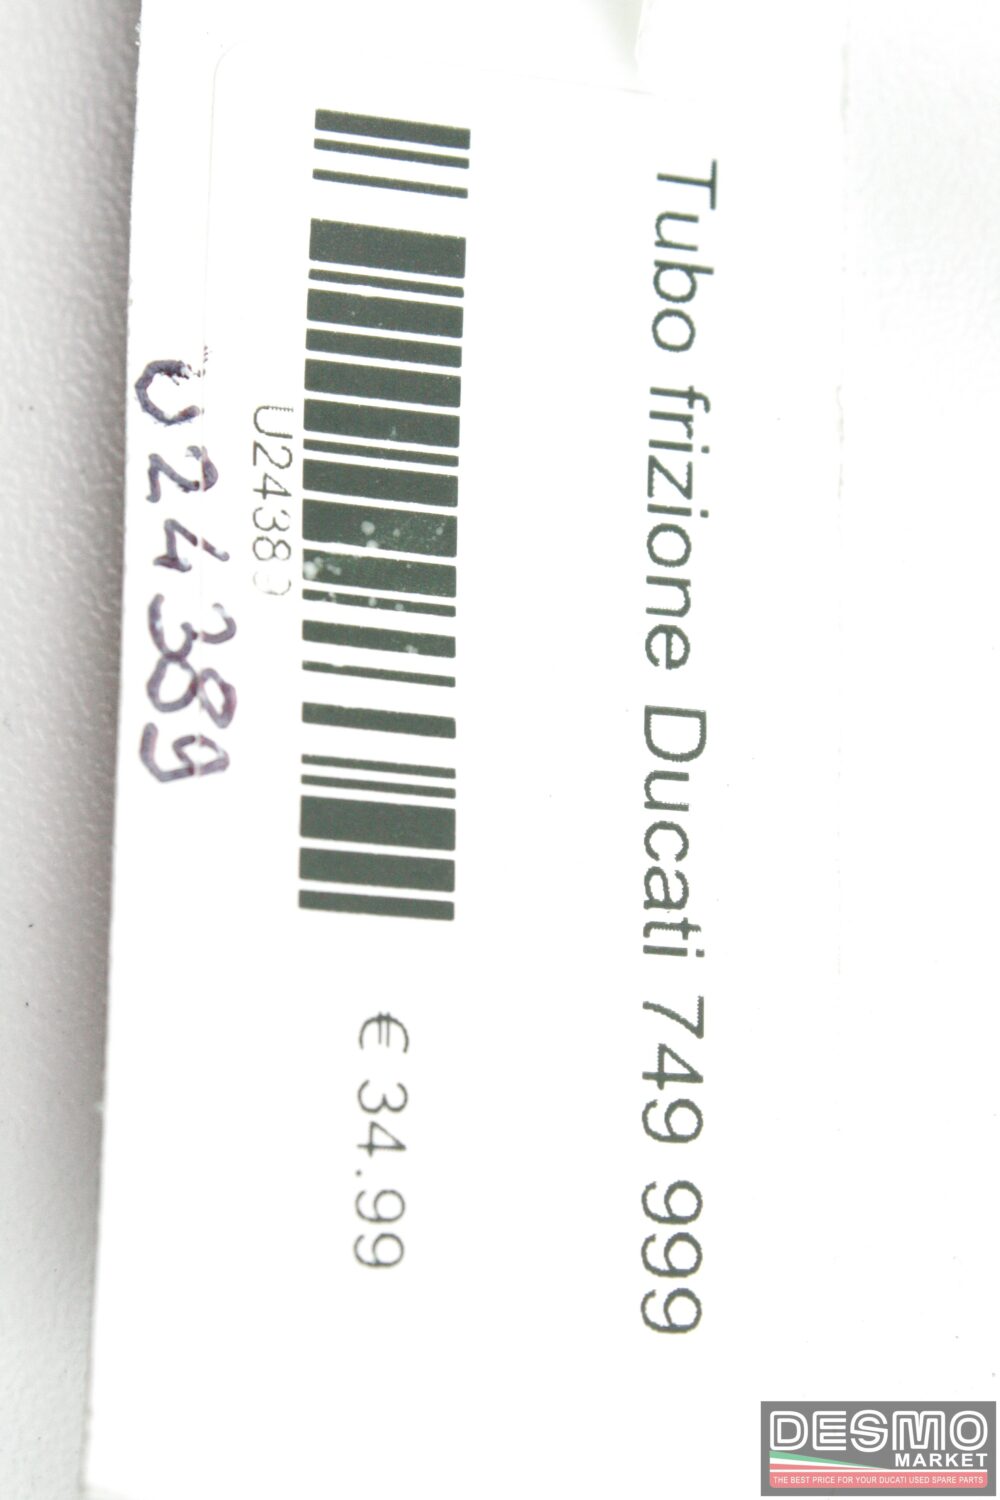 Tubo frizione Ducati 749 999
€ 34.99
U24389
U24389
DESMO
MARKET
THE BEST PRICE FOR YOUR DUCATI USED SPARE PARTS